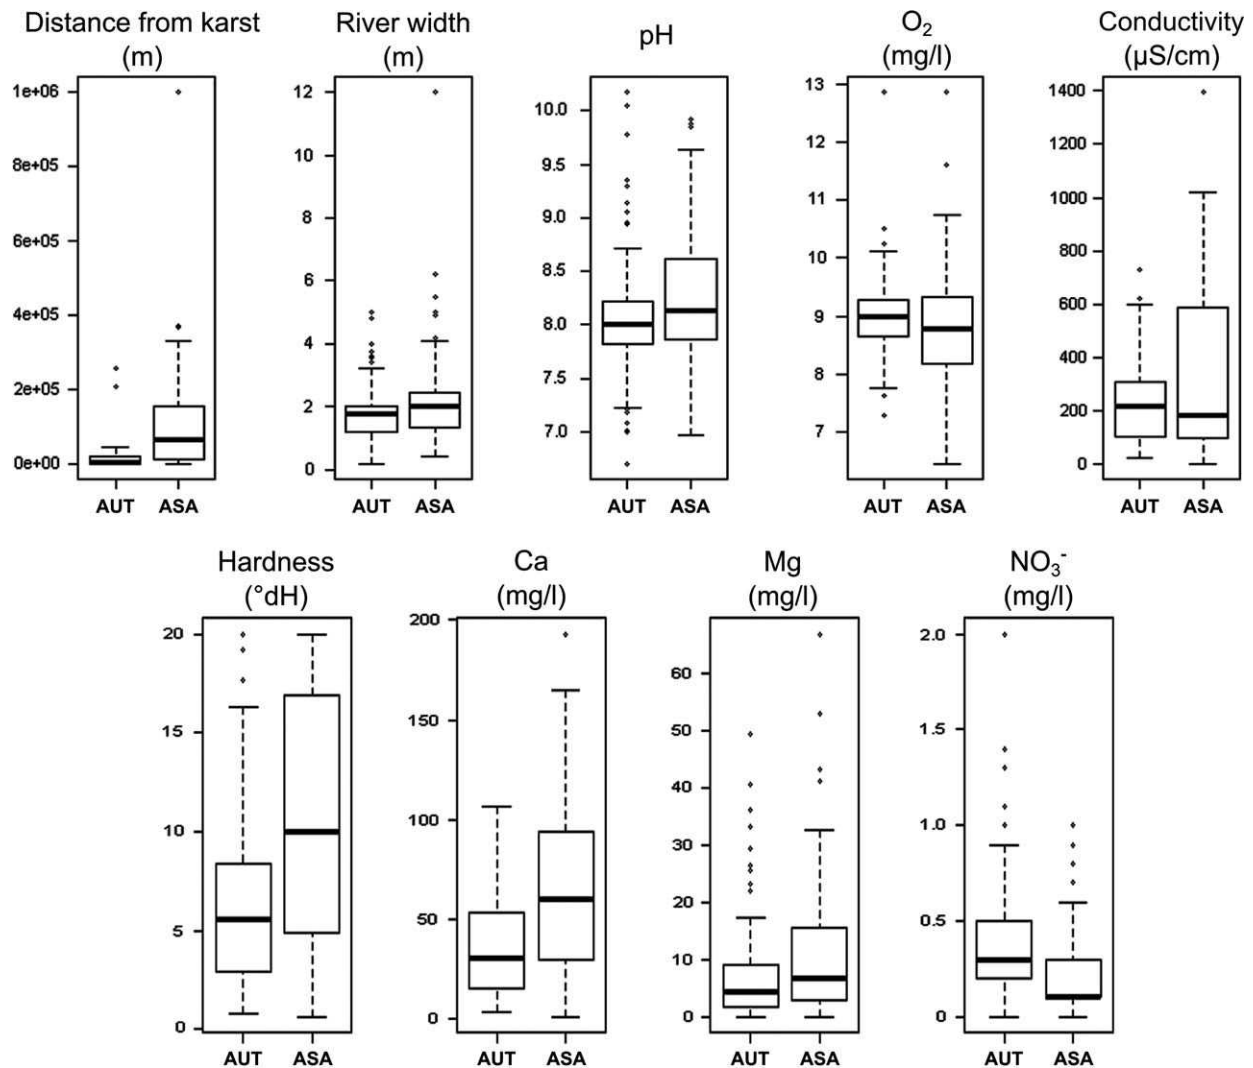 Distance from karst
(m)
1e+06
8e+05
6e+05
4e+05
2e+05
0e+00
AUT ASA
River width
(m)
12
10
8
6
4
2
0
AUT ASA
pH
10.0
9.5
9.0
8.5
8.0
7.5
7.0
AUT ASA
O₂
(mg/l)
13
12
11
10
9
8
7
AUT ASA
Conductivity
(µS/cm)
1400
1200
1000
800
600
400
200
0
AUT ASA
Hardness
(°dH)
20
15
10
5
0
AUT ASA
Ca
(mg/l)
200
150
100
50
0
AUT ASA
Mg
(mg/l)
60
50
40
30
20
10
0
AUT ASA
NO₃⁻
(mg/l)
2.0
1.5
1.0
0.5
0
AUT ASA